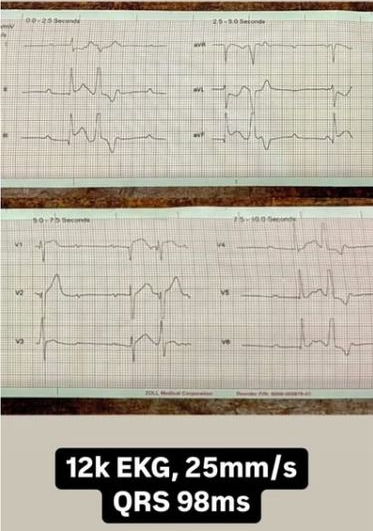 0.0 - 2.5 Seconds
2.5 - 5.0 Seconds
aVR
II
aVL
III
aVF
5.0 - 7.5 Seconds
7.5 - 10.0 Seconds
V1
V4
V2
V5
V3
V6
ZOLL Medical Corporation
12k EKG, 25mm/s
QRS 98ms